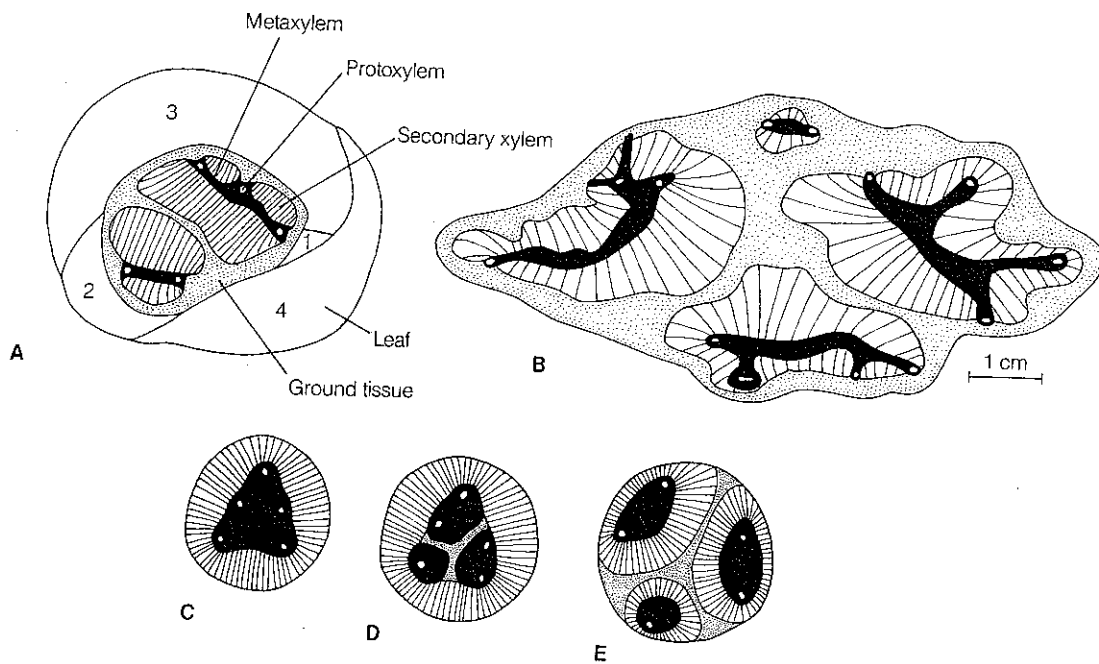 Metaxylem
Protoxylem
3
Secondary xylem
A
1
2
4
Leaf
B
1 cm
Ground tissue
C
D
E